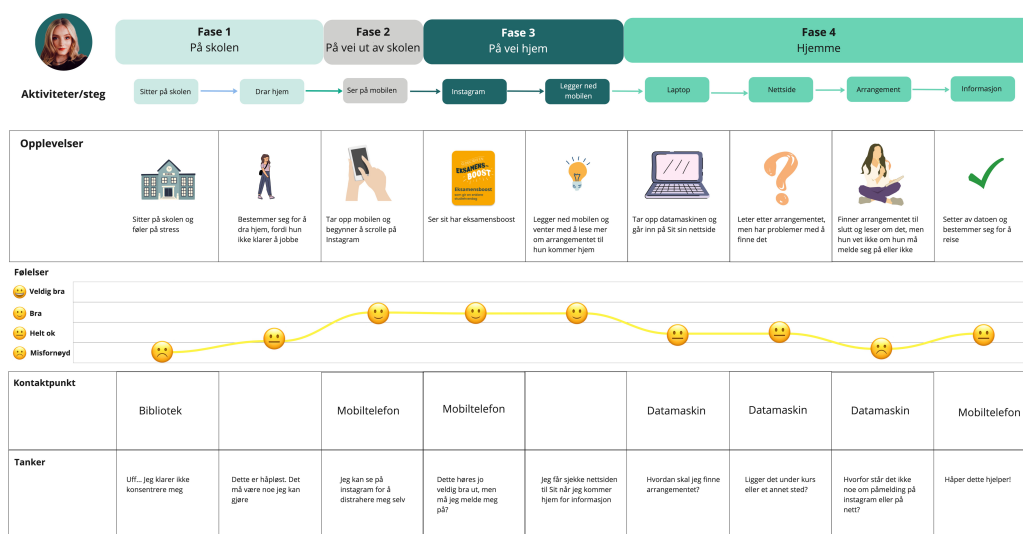 Fase 1
På skolen
Fase 2
På vei ut av skolen
Fase 3
På vei hjem
Fase 4
Hjemme
Aktiviteter/steg
Sitter på skolen
Drar hjem
Ser på mobilen
Instagram
Legger ned
mobilen
Laptop
Nettside
Arrangement
Informasjon
Opplevelser
EKSAMENS-
BOOST
Eksamensboost
Sitter på skolen og
føler på stress
Bestemmer seg for å
dra hjem, fordi hun
ikke klarer å jobbe
Tar opp mobilen og
begynner å scrolle på
Instagram
Ser sit har eksamensboost
Legger ned mobilen og
venter med å lese mer
om arrangementet til
hun kommer hjem
Tar opp datamaskinen og
går inn på Sit sin nettside
Leter etter arrangementet,
men har problemer med å
finne det
Finner arrangementet til
slutt og leser om det, men
hun vet ikke om hun må
melde seg på eller ikke
Setter av datoen og
bestemmer seg for å
reise
Følelser
Veldig bra
Bra
Helt ok
Misfornøyd
Kontaktpunkt
Bibliotek
Mobiltelefon
Mobiltelefon
Datamaskin
Datamaskin
Datamaskin
Mobiltelefon
Tanker
Uff... Jeg klarer ikke
konsentrere meg
Dette er håpløst. Det
må være noe jeg kan
gjøre
Jeg kan se på
instagram for å
distrahere meg selv
Dette høres jo
veldig bra ut, men
må jeg melde meg
på?
Jeg får sjekke nettsiden
til Sit når jeg kommer
hjem for informasjon
Hvordan skal jeg finne
arrangementet?
Ligger det under kurs
eller et annet sted?
Hvorfor står det ikke
noe om påmelding på
instagram eller på
nett?
Håper dette hjelper!